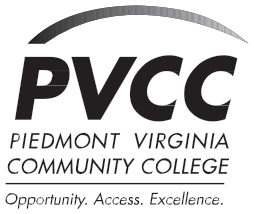 PVCC
PIEDMONT VIRGINIA
COMMUNITY COLLEGE
Opportunity. Access. Excellence.